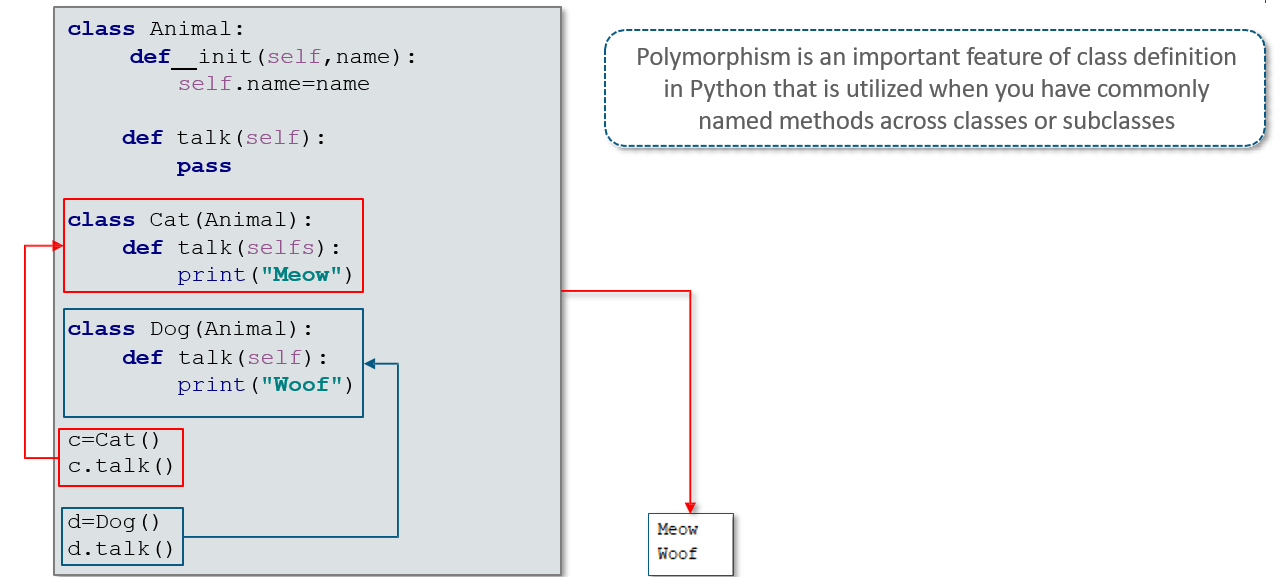 class Animal:
def__init(self,name):
self.name=name
def talk(self):
pass
class Cat(Animal):
def talk(selfs):
print("Meow")
class Dog(Animal):
def talk(self):
print("Woof")
c=Cat()
c.talk()
d=Dog()
d.talk()
Polymorphism is an important feature of class definition
in Python that is utilized when you have commonly
named methods across classes or subclasses
Meow
Woof